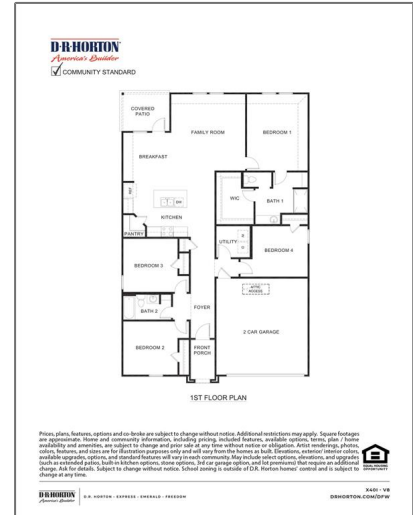 D·R·HORTON®
America's Builder
COMMUNITY STANDARD
COVERED
PATIO
FAMILY ROOM
BEDROOM 1
BREAKFAST
REF
WIC
BATH 1
DW
KITCHEN
PANTRY
UTILITY
BEDROOM 4
BEDROOM 3
ATTIC
ACCESS
BATH 2
FOYER
2 CAR GARAGE
BEDROOM 2
FRONT
PORCH
1ST FLOOR PLAN
Prices, plans, features, options and co-broke are subject to change without notice. Additional restrictions may apply. Square footages
are approximate. Home and community information, including pricing, included features, available options, terms, plan / home
availability and amenities, are subject to change and prior sale at any time without notice or obligation. Artist renderings, photos,
colors, features, and sizes are for illustration purposes only and will vary from the homes as built. Elevations, exterior/ interior colors,
available upgrades, options, and standard features will vary in each community. May include select options, elevations, and upgrades
(such as extended patios, built-in kitchen options, stone options, 3rd car garage option, and lot premiums) that require an additional
charge. Ask for details. Subject to change without notice. School zoning is outside of D.R. Horton homes' control and is subject to
change at any time.
EQUAL HOUSING
OPPORTUNITY
D·R·HORTON
America's Builder
D.R. HORTON · EXPRESS · EMERALD · FREEDOM
X401 - VB
DRHORTON.COM/DFW